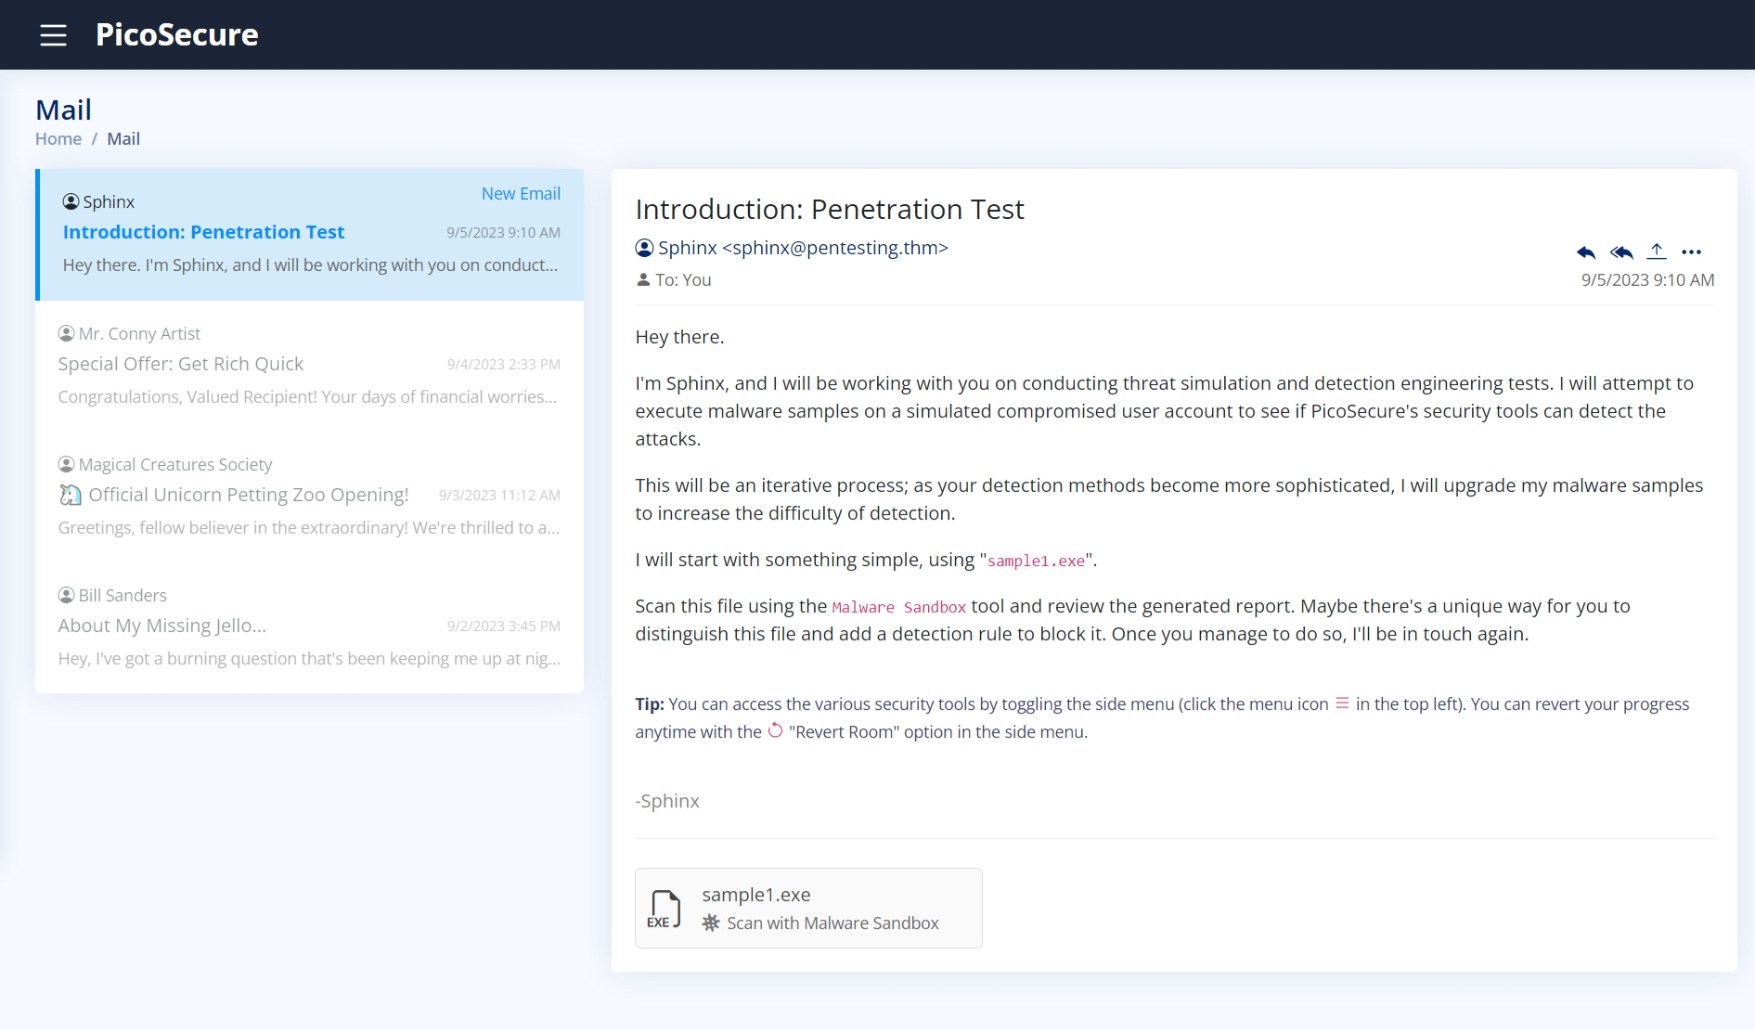 PicoSecure
Mail
Home / Mail
Sphinx
New Email
Introduction: Penetration Test
9/5/2023 9:10 AM
Hey there. I'm Sphinx, and I will be working with you on conduct...
Mr. Conny Artist
Special Offer: Get Rich Quick
9/4/2023 2:33 PM
Congratulations, Valued Recipient! Your days of financial worries...
Magical Creatures Society
🦄 Official Unicorn Petting Zoo Opening!
9/3/2023 11:12 AM
Greetings, fellow believer in the extraordinary! We're thrilled to a...
Bill Sanders
About My Missing Jello...
9/2/2023 3:45 PM
Hey, I've got a burning question that's been keeping me up at nig...
Introduction: Penetration Test
Sphinx <sphinx@pentesting.thm>
To: You
9/5/2023 9:10 AM
Hey there.
I'm Sphinx, and I will be working with you on conducting threat simulation and detection engineering tests. I will attempt to
execute malware samples on a simulated compromised user account to see if PicoSecure's security tools can detect the
attacks.
This will be an iterative process; as your detection methods become more sophisticated, I will upgrade my malware samples
to increase the difficulty of detection.
I will start with something simple, using "sample1.exe".
Scan this file using the Malware Sandbox tool and review the generated report. Maybe there's a unique way for you to
distinguish this file and add a detection rule to block it. Once you manage to do so, I'll be in touch again.
Tip: You can access the various security tools by toggling the side menu (click the menu icon ☰ in the top left). You can revert your progress
anytime with the ↺ "Revert Room" option in the side menu.
-Sphinx
EXE
sample1.exe
Scan with Malware Sandbox